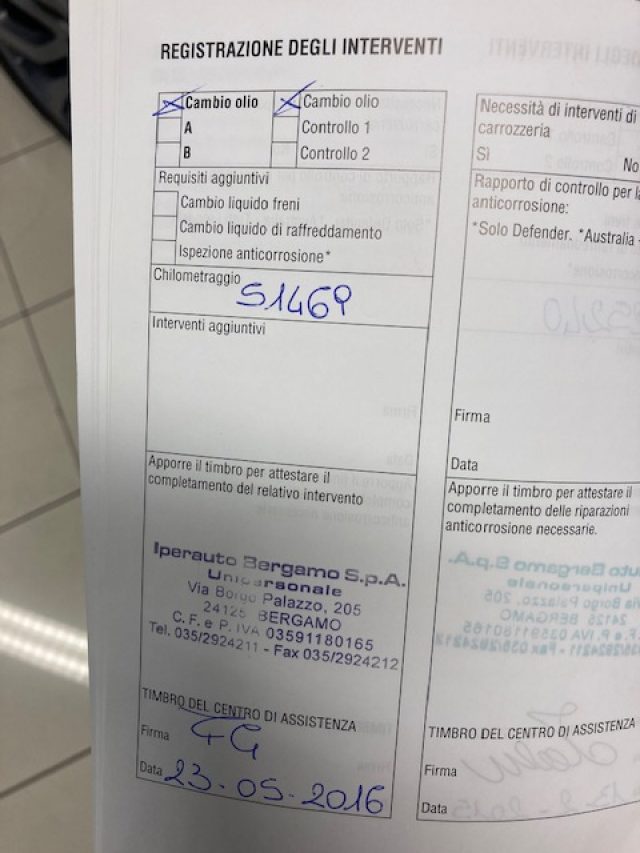 REGISTRAZIONE DEGLI INTERVENTI
Cambio olio
A
B
Cambio olio
Controllo 1
Controllo 2
Requisiti aggiuntivi
Cambio liquido freni
Cambio liquido di raffreddamento
Ispezione anticorrosione*
Chilometraggio
51469
Interventi aggiuntivi
Apporre il timbro per attestare il
completamento del relativo intervento
Iperauto Bergamo S.p.A.
Unipersonale
Via Borgo Palazzo, 205
24125 BERGAMO
C. F. e P. IVA 03591180165
Tel. 035/2924211 - Fax 035/2924212
TIMBRO DEL CENTRO DI ASSISTENZA
Firma
Data 23.05.2016
Necessità di interventi di
carrozzeria
Sì No
Rapporto di controllo per la
anticorrosione:
*Solo Defender. *Australia -
Firma
Data
Apporre il timbro per attestare il
completamento delle riparazioni
anticorrosione necessarie.
TIMBRO DEL CENTRO DI ASSISTENZA
Firma
Data